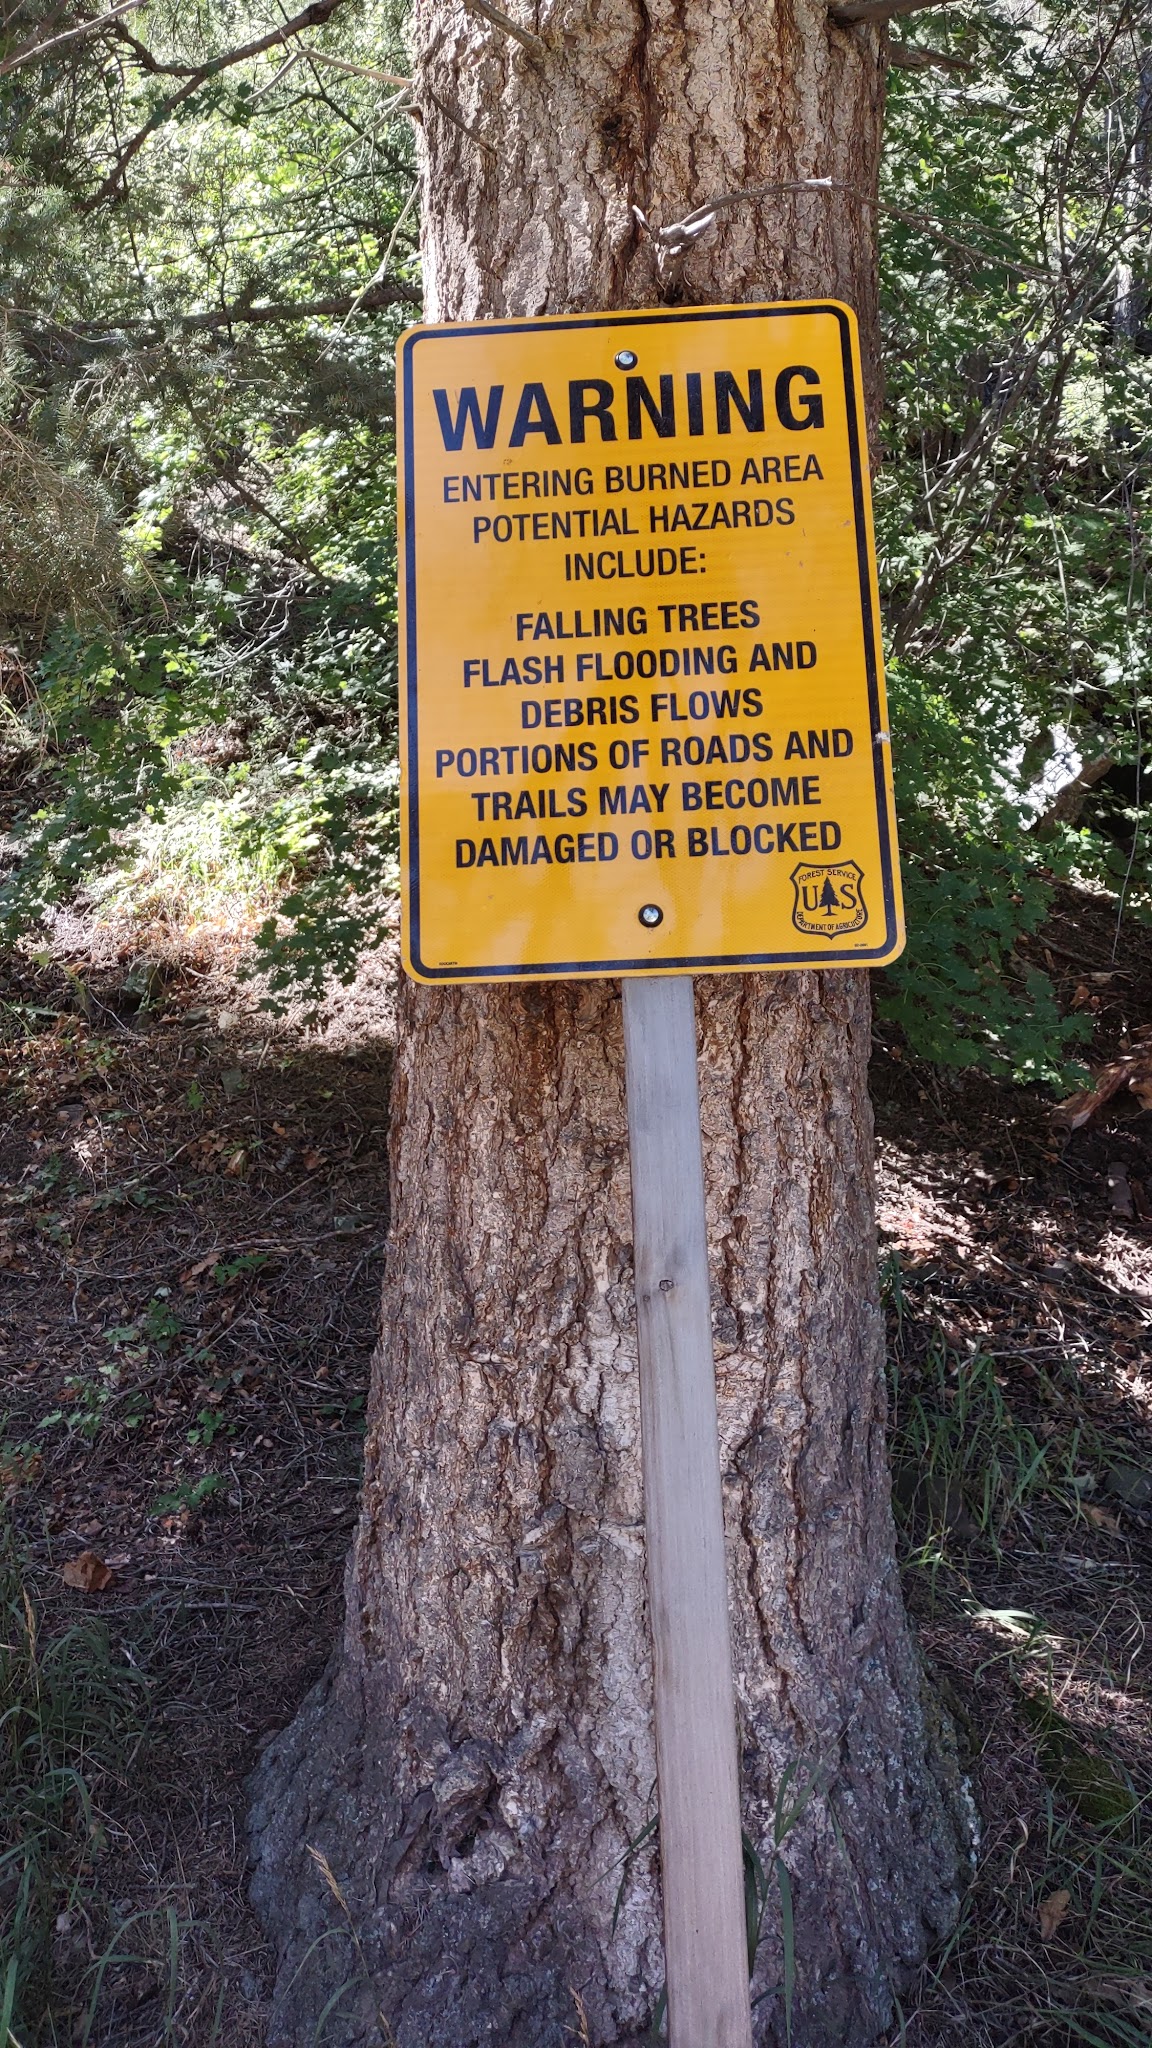 WARNING
ENTERING BURNED AREA
POTENTIAL HAZARDS
INCLUDE:
FALLING TREES
FLASH FLOODING AND
DEBRIS FLOWS
PORTIONS OF ROADS AND
TRAILS MAY BECOME
DAMAGED OR BLOCKED
FOREST SERVICE
U S
DEPARTMENT OF AGRICULTURE